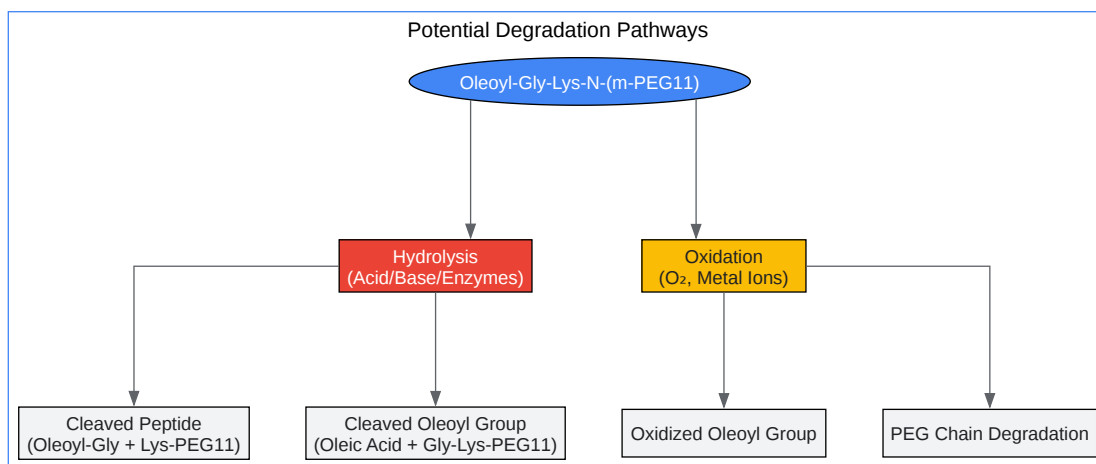 Potential Degradation Pathways
Oleoyl-Gly-Lys-N-(m-PEG11)
Hydrolysis
(Acid/Base/Enzymes)
Oxidation
(O₂, Metal Ions)
Cleaved Peptide
(Oleoyl-Gly + Lys-PEG11)
Cleaved Oleoyl Group
(Oleic Acid + Gly-Lys-PEG11)
Oxidized Oleoyl Group
PEG Chain Degradation